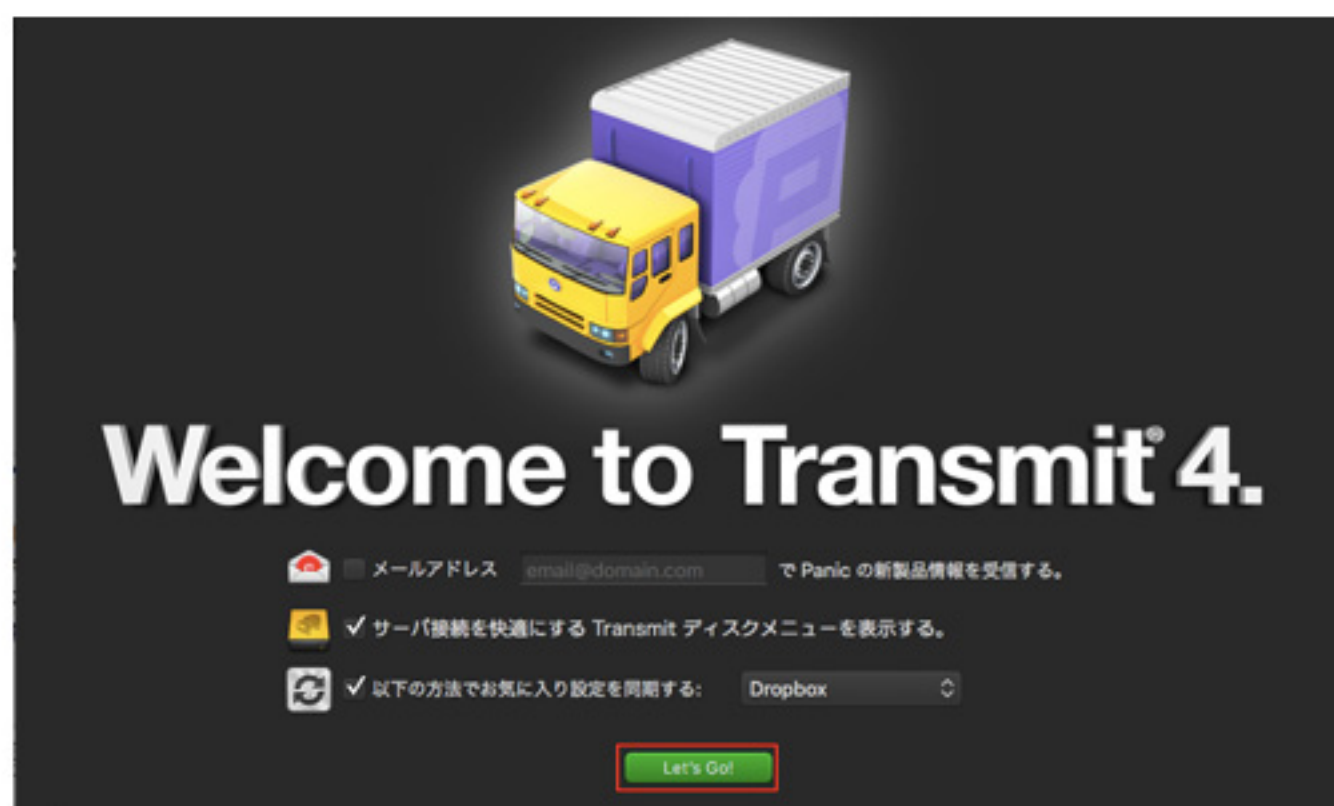 Welcome to Transmit® 4.
メールアドレス email@domain.com で Panic の新製品情報を受信する。
サーバ接続を快適にする Transmit ディスクメニューを表示する。
以下の方法でお気に入り設定を同期する: Dropbox
Let's Go!